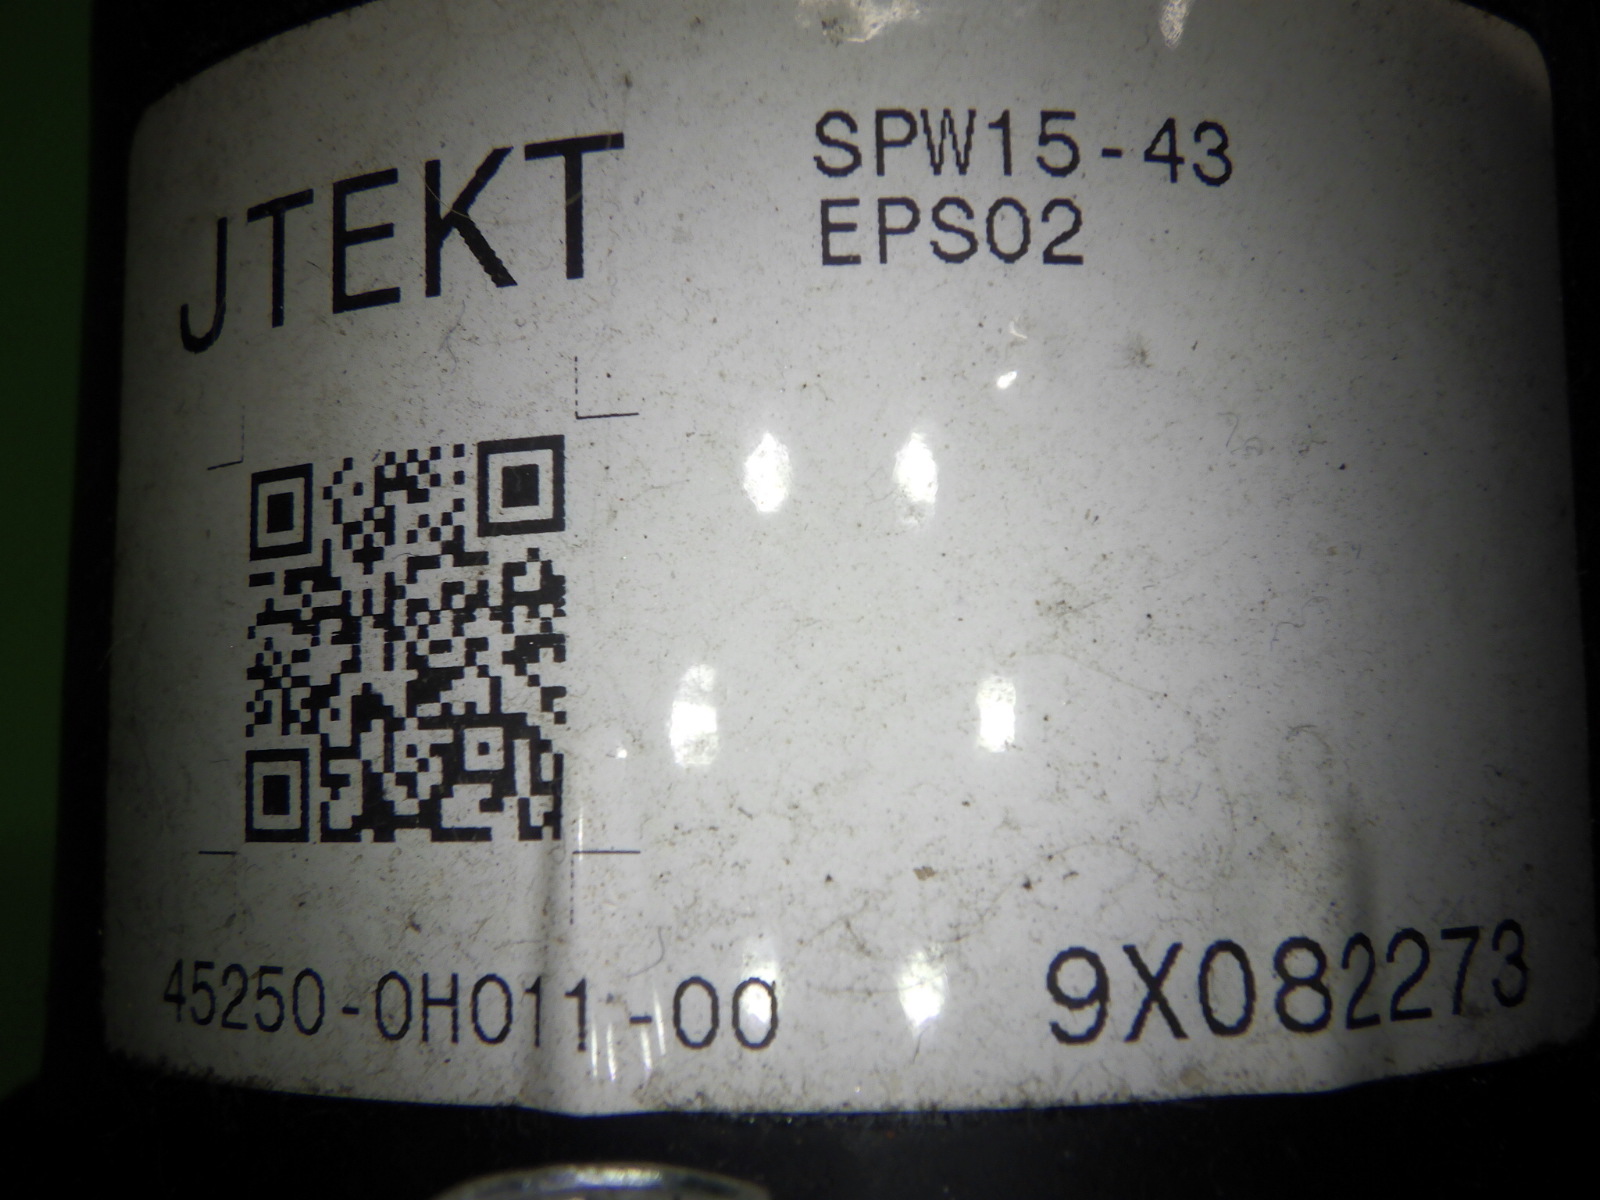 JTEKT
SPW15-43
EPS02
45250-0H011-00
9X082273